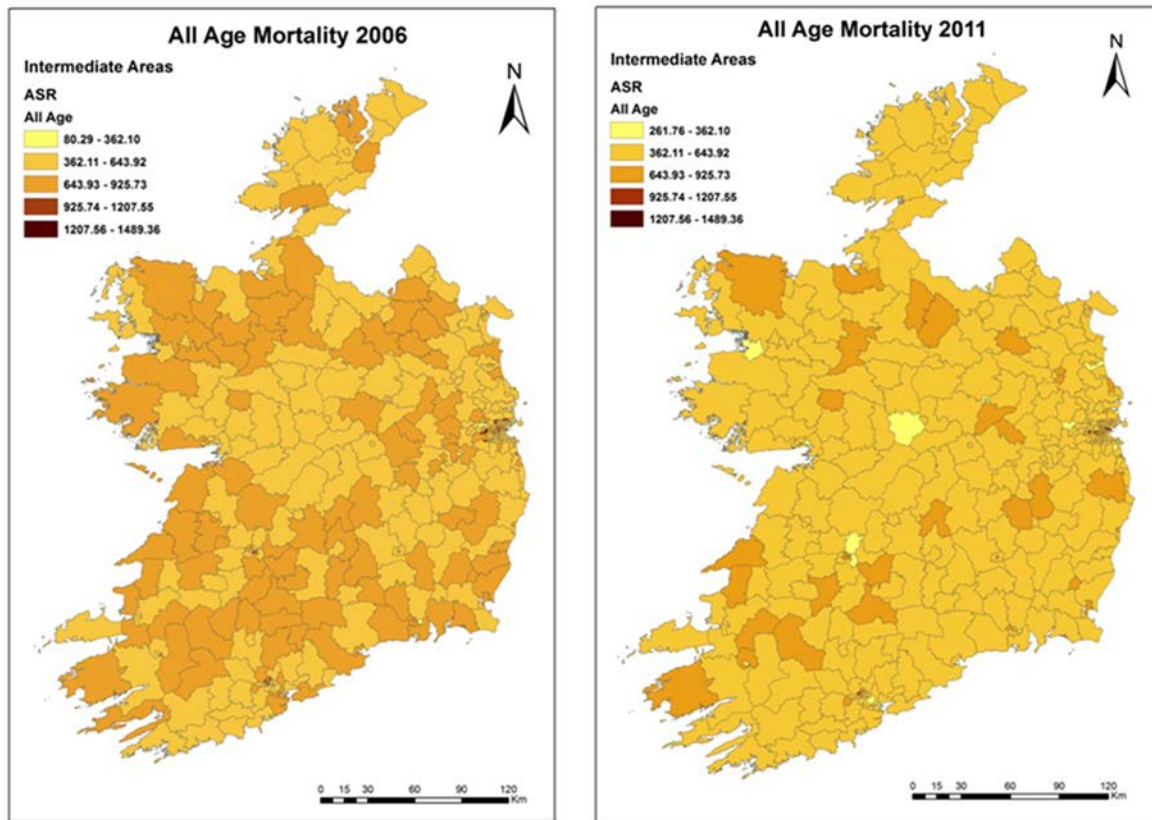 All Age Mortality 2006
Intermediate Areas
ASR
All Age
80.29 - 362.10
362.11 - 643.92
643.93 - 925.73
925.74 - 1207.55
1207.56 - 1489.36
N
0 15 30 60 90 120
Km
All Age Mortality 2011
Intermediate Areas
ASR
All Age
261.76 - 362.10
362.11 - 643.92
643.93 - 925.73
925.74 - 1207.55
1207.56 - 1489.36
N
0 15 30 60 90 120
Km